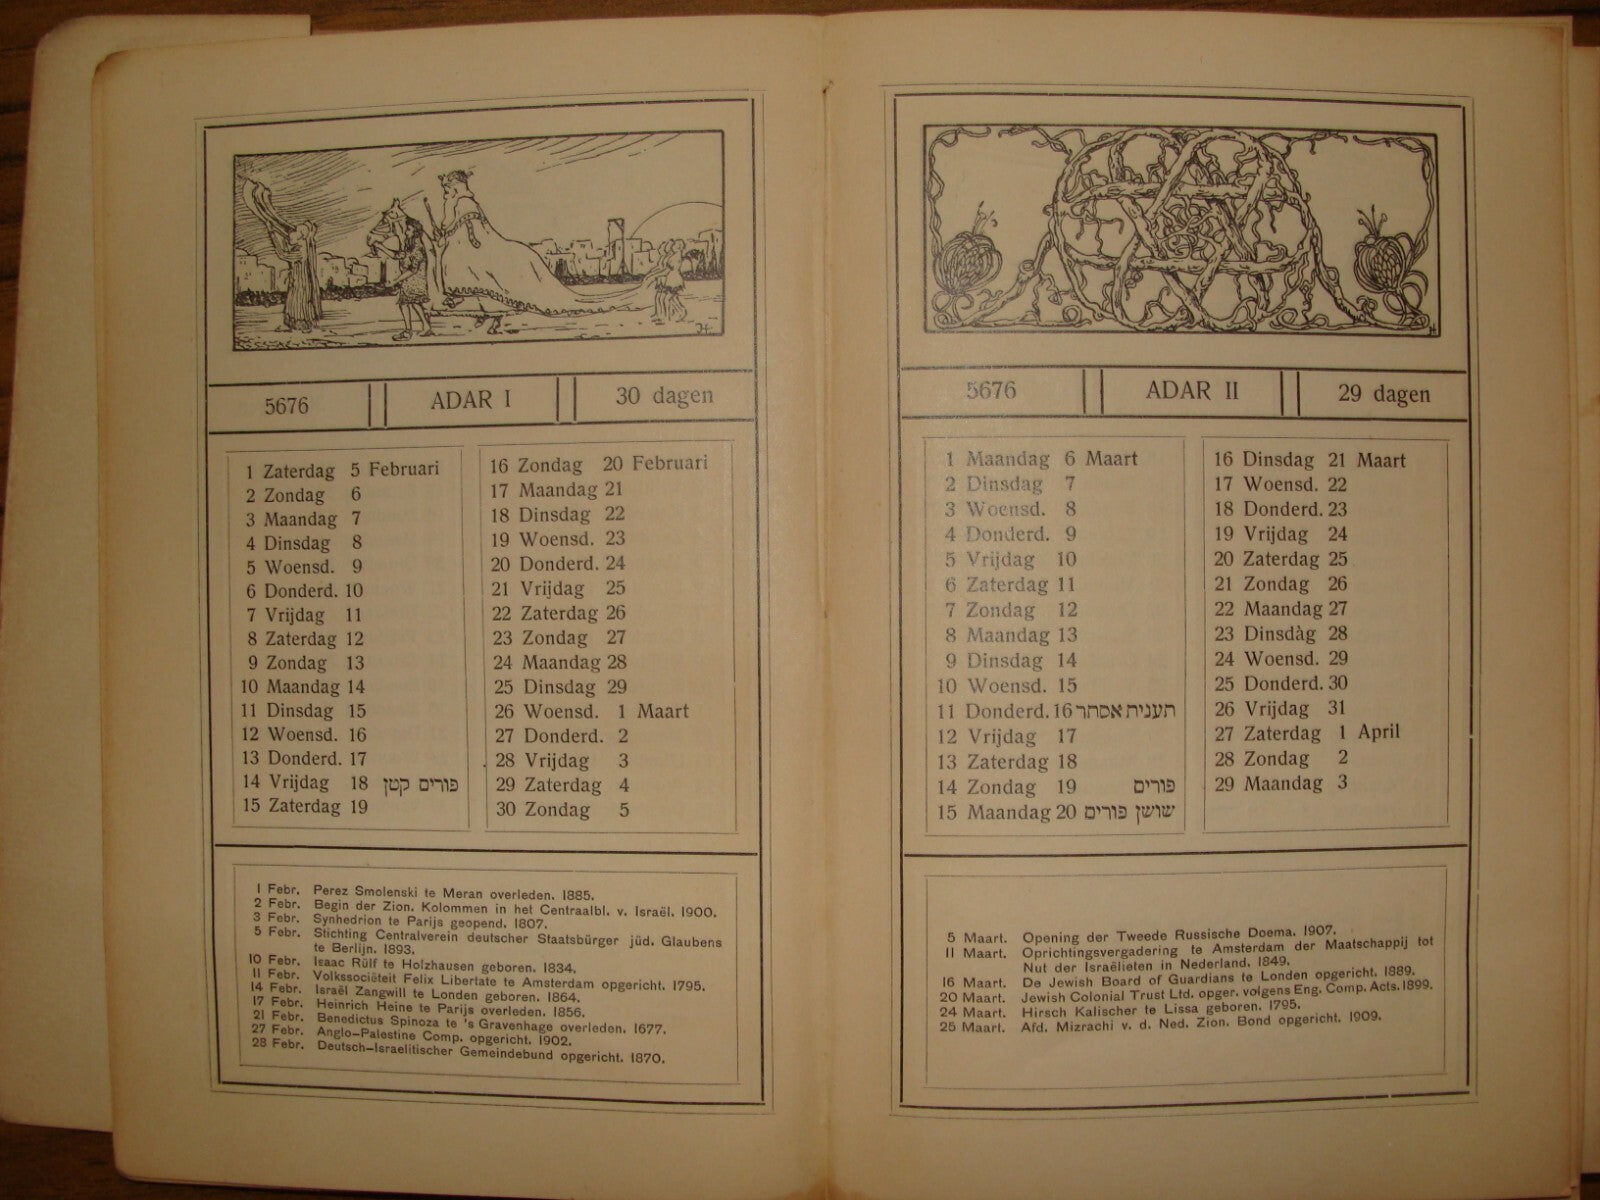 5676 ADAR I 30 dagen
1 Zaterdag 5 Februari
2 Zondag 6
3 Maandag 7
4 Dinsdag 8
5 Woensd. 9
6 Donderd. 10
7 Vrijdag 11
8 Zaterdag 12
9 Zondag 13
10 Maandag 14
11 Dinsdag 15
12 Woensd. 16
13 Donderd. 17
14 Vrijdag 18 פורים קטן
15 Zaterdag 19
16 Zondag 20 Februari
17 Maandag 21
18 Dinsdag 22
19 Woensd. 23
20 Donderd. 24
21 Vrijdag 25
22 Zaterdag 26
23 Zondag 27
24 Maandag 28
25 Dinsdag 29
26 Woensd. 1 Maart
27 Donderd. 2
28 Vrijdag 3
29 Zaterdag 4
30 Zondag 5
1 Febr. Perez Smolenski te Meran overleden. 1885.
2 Febr. Begin der Zion. Kolommen in het Centraalbl. v. Israël. 1900.
3 Febr. Synhedrion te Parijs geopend. 1807.
5 Febr. Stichting Centralverein deutscher Staatsbürger jüd. Glaubens
te Berlijn. 1893.
10 Febr. Isaac Rülf te Holzhausen geboren. 1834.
11 Febr. Volkssociëteit Felix Libertate te Amsterdam opgericht. 1795.
14 Febr. Israël Zangwill te Londen geboren. 1864.
17 Febr. Heinrich Heine te Parijs overleden. 1856.
21 Febr. Benedictus Spinoza te 's Gravenhage overleden. 1677.
27 Febr. Anglo-Palestine Comp. opgericht. 1902.
28 Febr. Deutsch-Israelitischer Gemeindebund opgericht. 1870.
5676 ADAR II 29 dagen
1 Maandag 6 Maart
2 Dinsdag 7
3 Woensd. 8
4 Donderd. 9
5 Vrijdag 10
6 Zaterdag 11
7 Zondag 12
8 Maandag 13
9 Dinsdag 14
10 Woensd. 15
11 Donderd. 16 תענית אסתר
12 Vrijdag 17
13 Zaterdag 18
14 Zondag 19 פורים
15 Maandag 20 שושן פורים
16 Dinsdag 21 Maart
17 Woensd. 22
18 Donderd. 23
19 Vrijdag 24
20 Zaterdag 25
21 Zondag 26
22 Maandag 27
23 Dinsdàg 28
24 Woensd. 29
25 Donderd. 30
26 Vrijdag 31
27 Zaterdag 1 April
28 Zondag 2
29 Maandag 3
5 Maart. Opening der Tweede Russische Doema. 1907.
11 Maart. Oprichtingsvergadering te Amsterdam der Maatschappij tot
Nut der Israëlieten in Nederland. 1849.
16 Maart. De Jewish Board of Guardians te Londen opgericht. 1889.
20 Maart. Jewish Colonial Trust Ltd. opger. volgens Eng. Comp. Acts. 1899.
24 Maart. Hirsch Kalischer te Lissa geboren. 1795.
25 Maart. Afd. Mizrachi v. d. Ned. Zion. Bond opgericht. 1909.